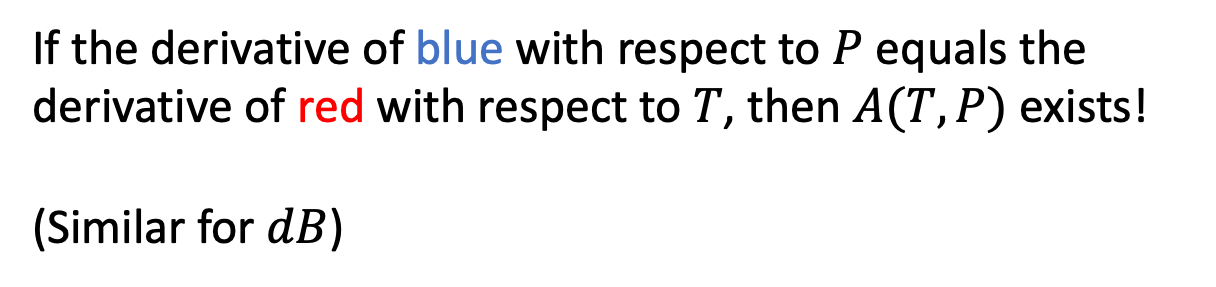 If the derivative of blue with respect to P equals the
derivative of red with respect to T, then A(T, P) exists!
(Similar for dB)